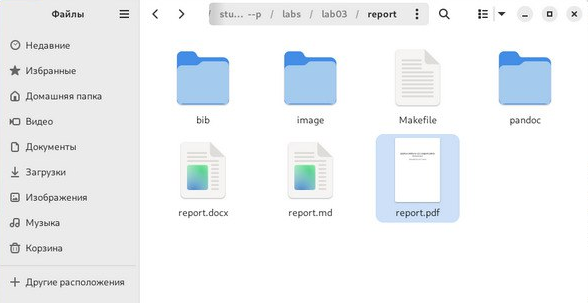 Файлы
stu... --p / labs / lab03 / report
Недавние
Избранные
Домашняя папка
Видео
Документы
Загрузки
Изображения
Музыка
Корзина
Другие расположения
bib
image
Makefile
pandoc
report.docx
report.md
report.pdf